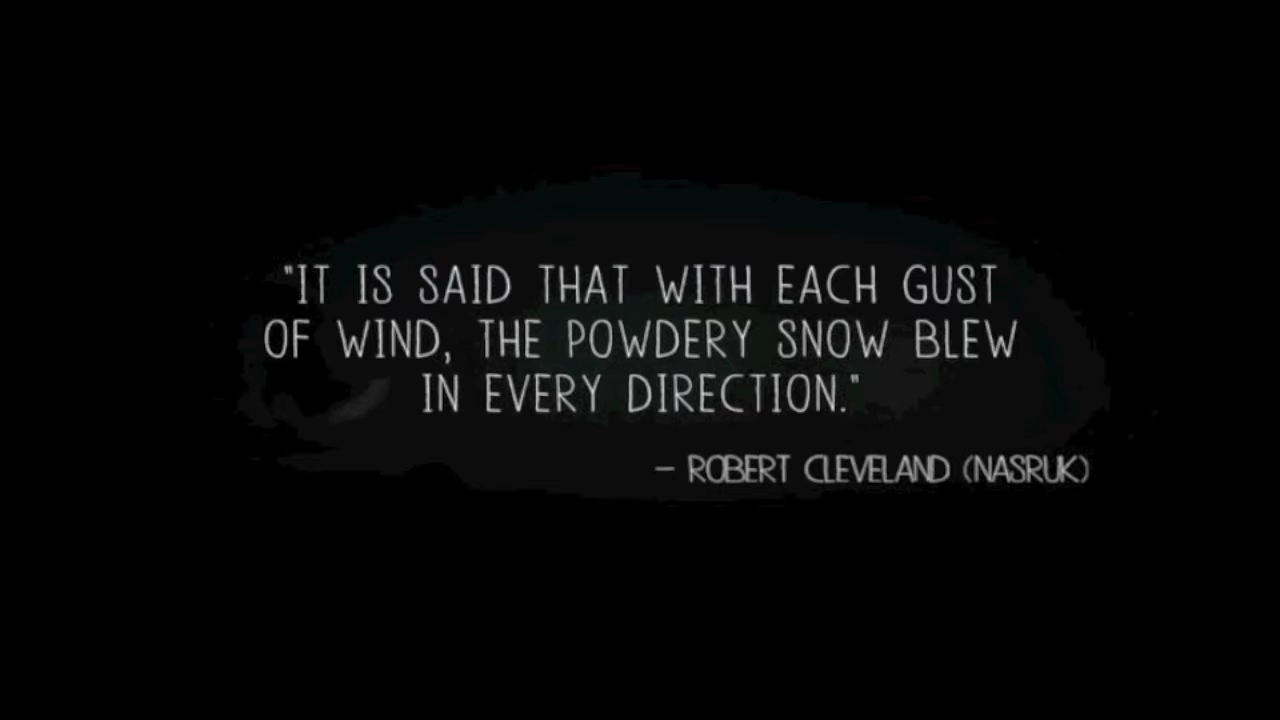 "IT IS SAID THAT WITH EACH GUST
OF WIND, THE POWDERY SNOW BLEW
IN EVERY DIRECTION."
– ROBERT CLEVELAND (NASRUK)